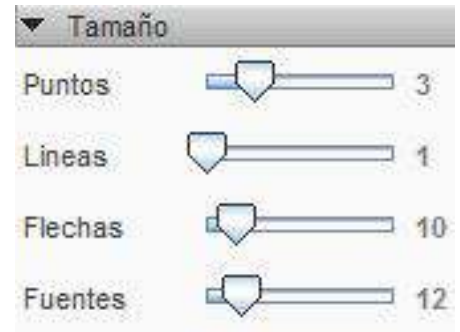 Tamaño
Puntos 3
Lineas 1
Flechas 10
Fuentes 12